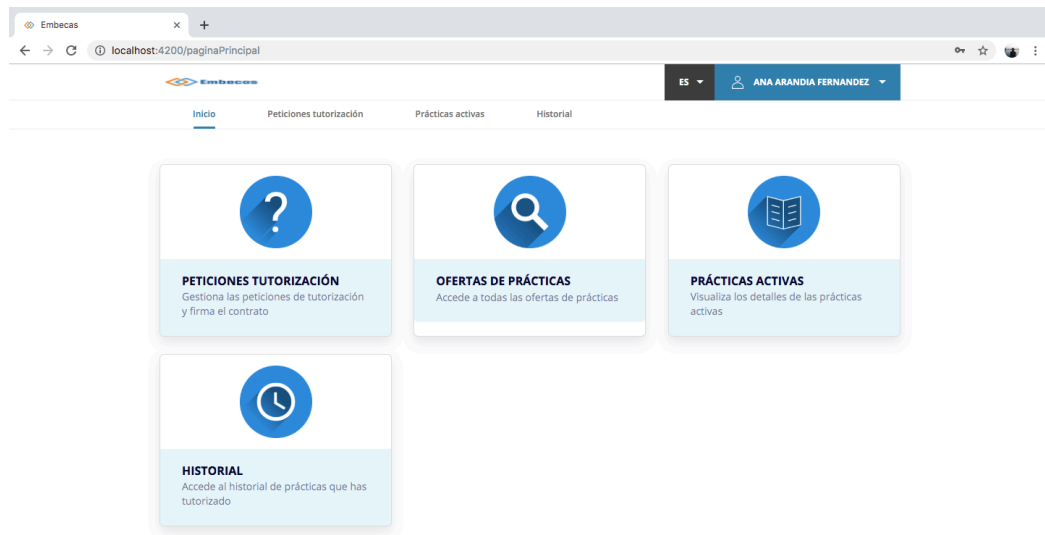 Embecas
localhost:4200/paginaPrincipal
Embecas
ES
ANA ARANDIA FERNANDEZ
Inicio
Peticiones tutorización
Prácticas activas
Historial
PETICIONES TUTORIZACIÓN
Gestiona las peticiones de tutorización
y firma el contrato
OFERTAS DE PRÁCTICAS
Accede a todas las ofertas de prácticas
PRÁCTICAS ACTIVAS
Visualiza los detalles de las prácticas
activas
HISTORIAL
Accede al historial de prácticas que has
tutorizado